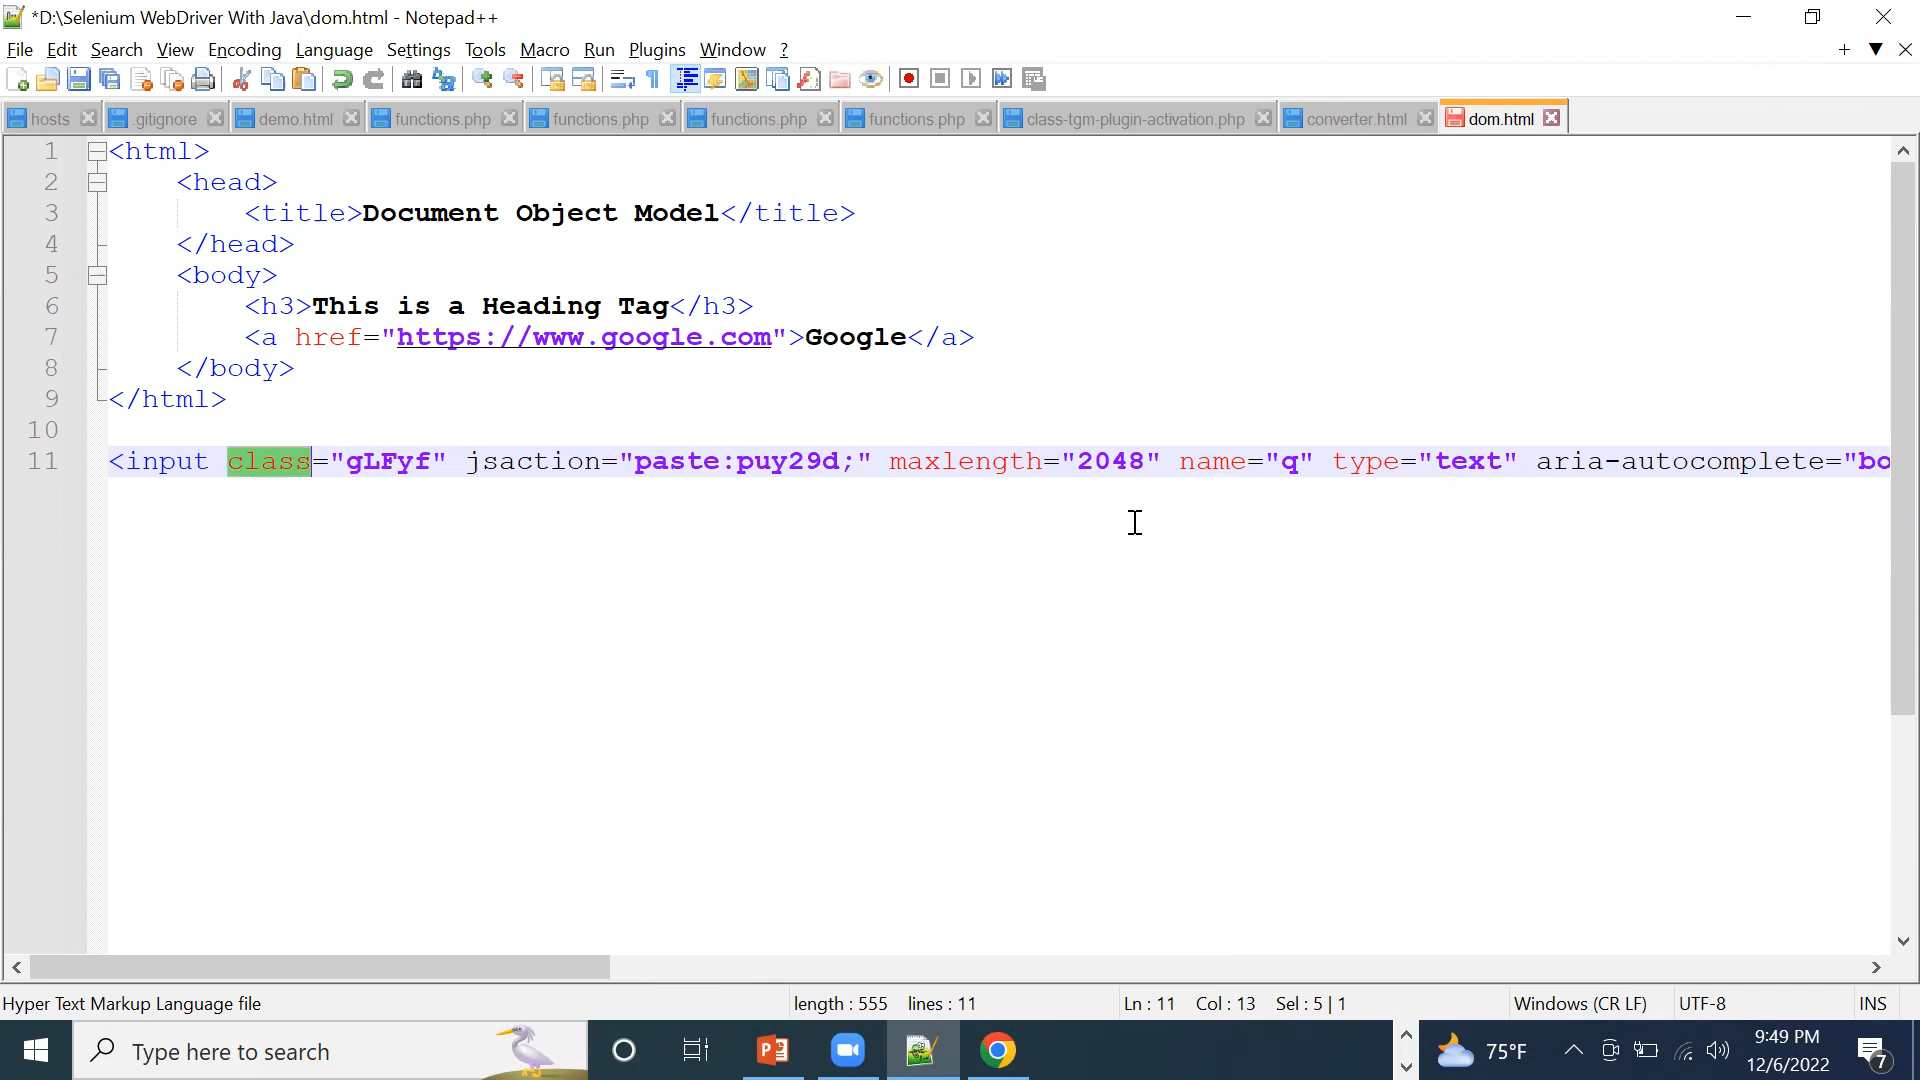 *D:\Selenium WebDriver With Java\dom.html - Notepad++
File Edit Search View Encoding Language Settings Tools Macro Run Plugins Window ?
hosts .gitignore demo.html functions.php functions.php functions.php functions.php class-tgm-plugin-activation.php converter.html dom.html
1 <html>
2 <head>
3 <title>Document Object Model</title>
4 </head>
5 <body>
6 <h3>This is a Heading Tag</h3>
7 <a href="https://www.google.com">Google</a>
8 </body>
9 </html>
10
11 <input class="gLFyf" jsaction="paste:puy29d;" maxlength="2048" name="q" type="text" aria-autocomplete="bo
Hyper Text Markup Language file length : 555 lines : 11 Ln : 11 Col : 13 Sel : 5 | 1 Windows (CR LF) UTF-8 INS
Type here to search 75°F 9:49 PM
12/6/2022 7